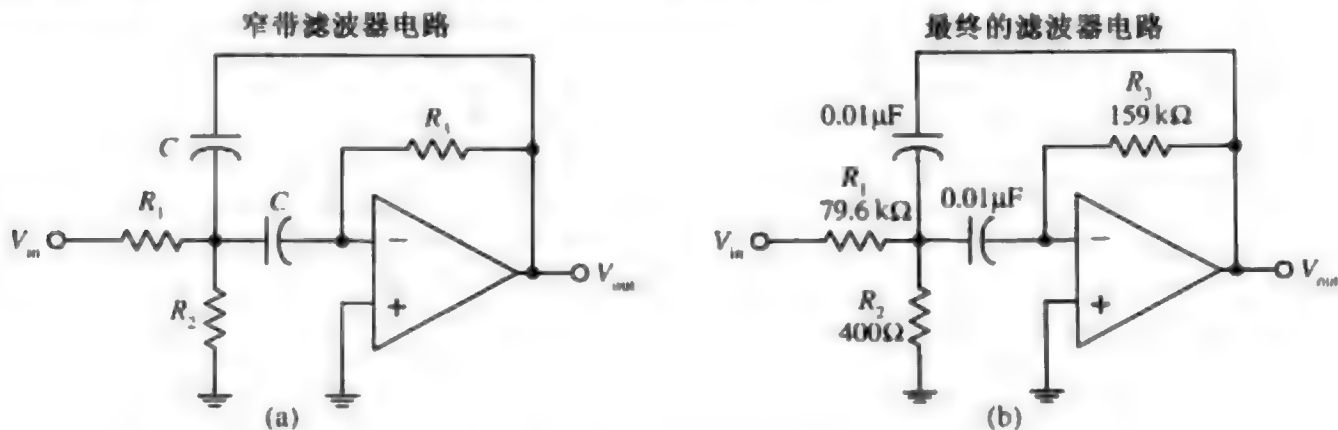 窄带滤波器电路
C
R₃
R₁
C
Vin
R₂
−
+
Vout
(a)
最终的滤波器电路
0.01μF
R₃
159 kΩ
R₁
79.6 kΩ
0.01μF
Vin
R₂
400Ω
−
+
Vout
(b)